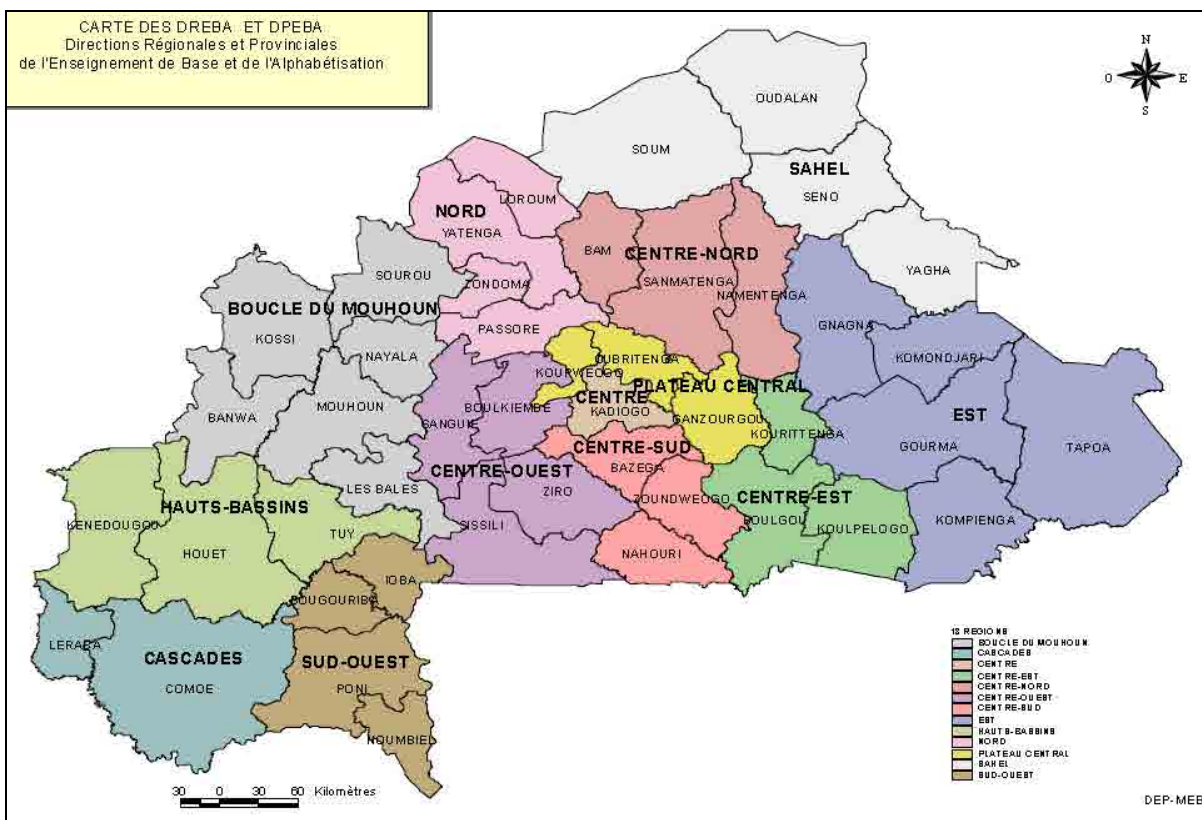 CARTE DES DREBA ET DPEBA
Directions Régionales et Provinciales
de l'Enseignement de Base et de l'Alphabétisation
N
O
E
S
OUDALAN
SOUM
SAHEL
SENO
LOROUM
NORD
YATENGA
BAM
CENTRE-NORD
YAGHA
SOUROU
ZONDOMA
SANMATENGA
NAMENTENGA
BOUCLE DU MOUHOUN
KOSSI
PASSORE
GNAGNA
NAYALA
OUBRITENGA
KOMONDJARI
KOURWEOGO
PLATEAU CENTRAL
MOUHOUN
BOULKIEMDE
CENTRE
BANWA
KADIOGO
GANZOURGOU
EST
SANGUIE
KOURITTENGA
GOURMA
TAPOA
CENTRE-SUD
BAZEGA
CENTRE-OUEST
LES BALES
ZIRO
ZOUNDWEOGO
CENTRE-EST
HAUTS-BASSINS
KENEDOUGOU
BOULGOU
KOMPIENGA
SISSILI
TUY
KOULPELOGO
HOUET
NAHOURI
IOBA
BOUGOURIBA
LERABA
CASCADES
SUD-OUEST
COMOE
PONI
NOUMBIEL
13 REGIONS
BOUCLE DU MOUHOUN
CASCADES
CENTRE
CENTRE-EST
CENTRE-NORD
CENTRE-OUEST
CENTRE-SUD
EST
HAUTS-BASSINS
NORD
PLATEAU CENTRAL
SAHEL
SUD-OUEST
30 0 30 60 Kilomètres
DEP-MEB